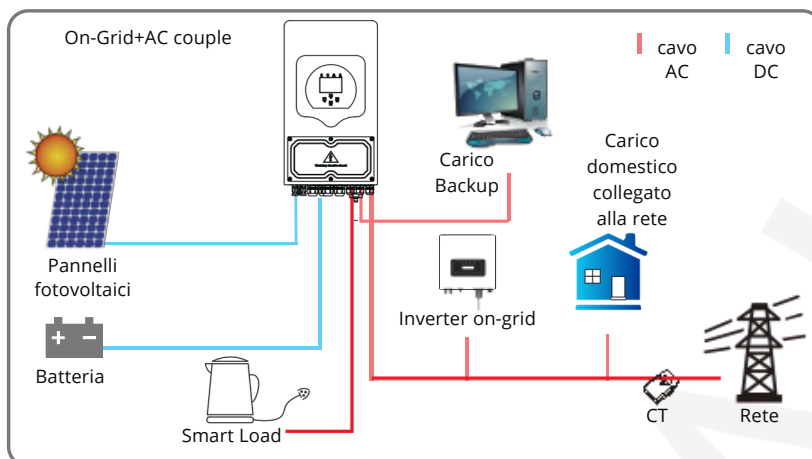 On-Grid+AC couple
cavo
AC
cavo
DC
Carico
Backup
Carico
domestico
collegato
alla rete
Pannelli
fotovoltaici
Inverter on-grid
Batteria
Smart Load
CT
Rete